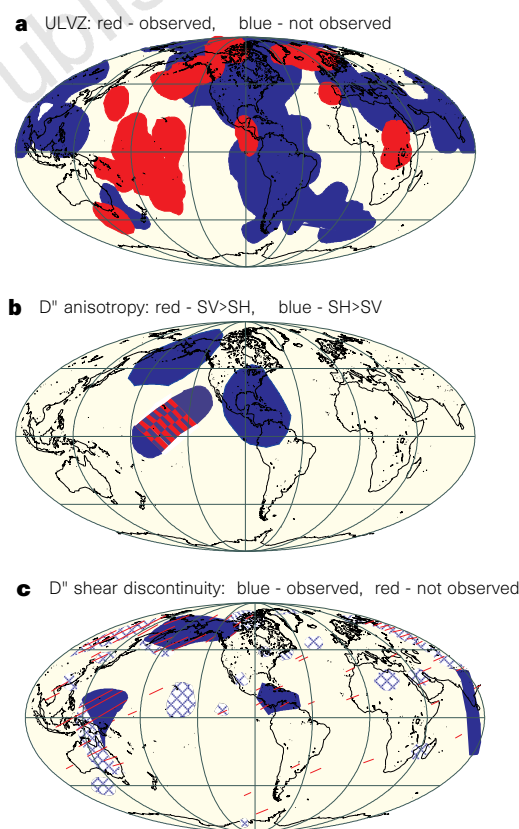 a ULVZ: red - observed, blue - not observed
b D" anisotropy: red - SV>SH, blue - SH>SV
c D" shear discontinuity: blue - observed, red - not observed